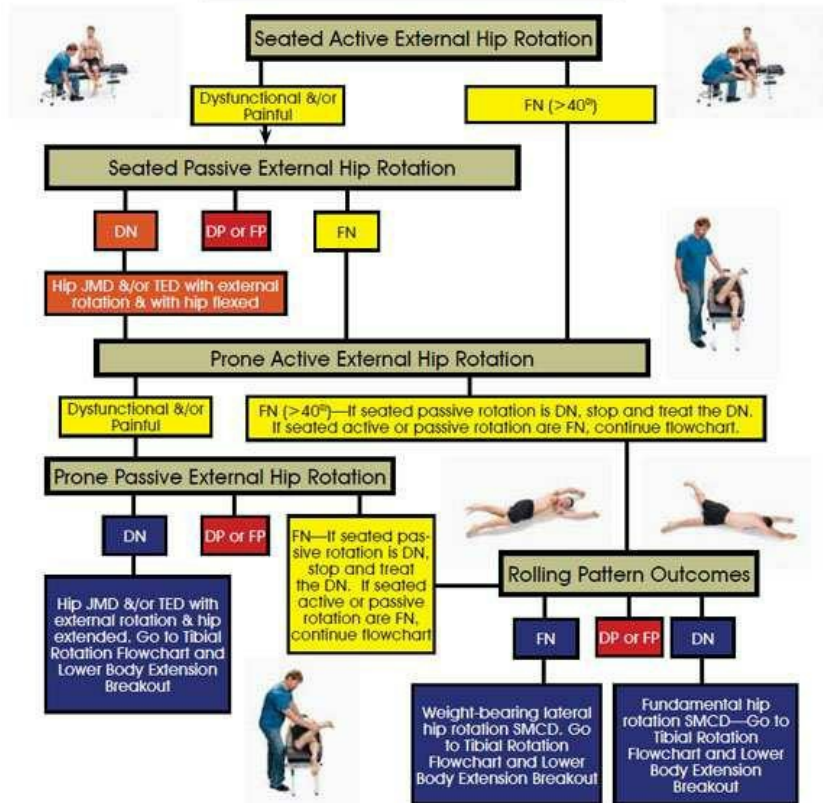 Seated Active External Hip Rotation
Dysfunctional &/or
Painful
FN (>40º)
Seated Passive External Hip Rotation
DN
DP or FP
FN
Hip JMD &/or TED with external
rotation & with hip flexed
Prone Active External Hip Rotation
Dysfunctional &/or
Painful
FN (>40º)—If seated passive rotation is DN, stop and treat the DN.
If seated active or passive rotation are FN, continue flowchart.
Prone Passive External Hip Rotation
DN
DP or FP
FN—If seated pas-
sive rotation is DN,
stop and treat
the DN. If seated
active or passive
rotation are FN,
continue flowchart
Hip JMD &/or TED with
external rotation & hip
extended. Go to Tibial
Rotation Flowchart and
Lower Body Extension
Breakout
Rolling Pattern Outcomes
FN
DP or FP
DN
Weight-bearing lateral
hip rotation SMCD. Go
to Tibial Rotation
Flowchart and Lower
Body Extension Breakout
Fundamental hip
rotation SMCD—Go to
Tibial Rotation
Flowchart and Lower
Body Extension
Breakout